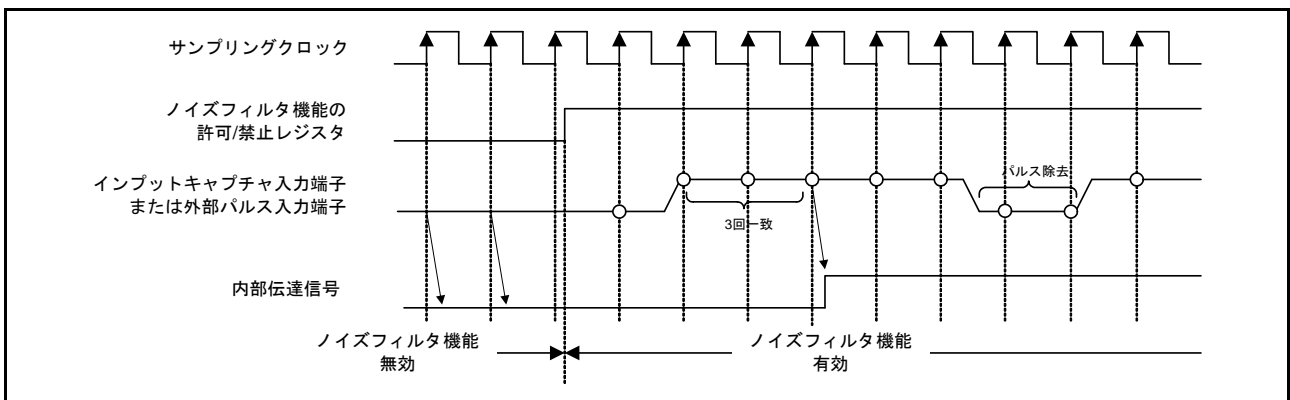 サンプリングクロック
ノイズフィルタ機能の
許可/禁止レジスタ
インプットキャプチャ入力端子
または外部パルス入力端子
パルス除去
3回一致
内部伝達信号
ノイズフィルタ機能
無効
ノイズフィルタ機能
有効